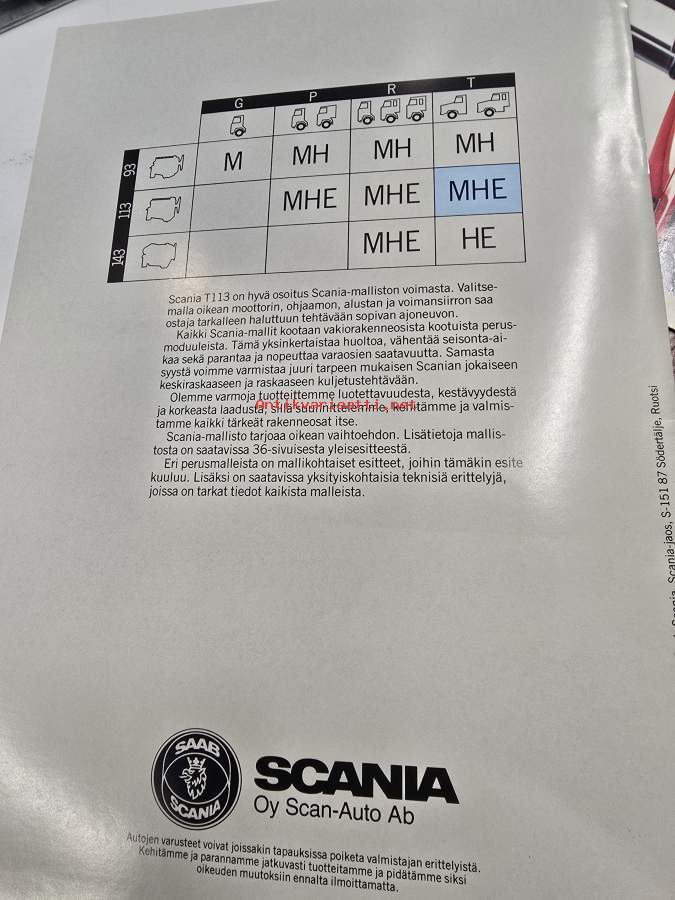 G P R T
93 M MH MH MH
113 MHE MHE MHE
143 MHE HE
Scania T113 on hyvä osoitus Scania-malliston voimasta. Valitse-
malla oikean moottorin, ohjaamon, alustan ja voimansiirron saa
ostaja tarkalleen haluttuun tehtävään sopivan ajoneuvon.
Kaikki Scania-mallit kootaan vakiorakenneosista kootuista perus-
moduuleista. Tämä yksinkertaistaa huoltoa, vähentää seisonta-ai-
kaa sekä parantaa ja nopeuttaa varaosien saatavuutta. Samasta
syystä voimme varmistaa juuri tarpeen mukaisen Scanian jokaiseen
keskiraskaaseen ja raskaaseen kuljetustehtävään.
Olemme varmoja tuotteittemme luotettavuudesta, kestävyydestä
ja korkeasta laadusta, sillä suunnittelemme, kehitämme ja valmis-
Antikvariaatti.net
tamme kaikki tärkeät rakenneosat itse.
Scania-mallisto tarjoaa oikean vaihtoehdon. Lisätietoja mallis-
tosta on saatavissa 36-sivuisesta yleisesitteestä.
Eri perusmalleista on mallikohtaiset esitteet, joihin tämäkin esite
kuuluu. Lisäksi on saatavissa yksityiskohtaisia teknisiä erittelyjä,
joissa on tarkat tiedot kaikista malleista.
Scania, Scania-jaos, S-151 87 Södertälje, Ruotsi
SAAB
SCANIA
SCANIA
Oy Scan-Auto Ab
Autojen varusteet voivat joissakin tapauksissa poiketa valmistajan erittelyistä.
Kehitämme ja parannamme jatkuvasti tuotteitamme ja pidätämme siksi
oikeuden muutoksiin ennalta ilmoittamatta.